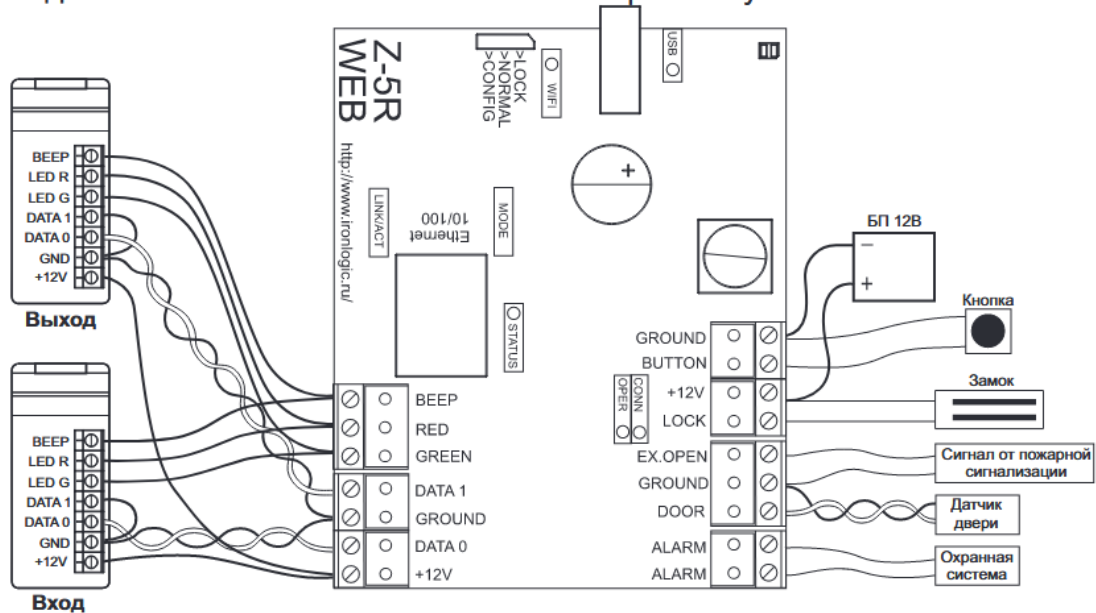 Z-5R
WEB
http://www.ironlogic.ru/
>LOCK
>NORMAL
>CONFIG
WIFI
USB
LINK/ACT
Ethernet
10/100
MODE
STATUS
BEEP
LED R
LED G
DATA 1
DATA 0
GND
+12V
Выход
BEEP
LED R
LED G
DATA 1
DATA 0
GND
+12V
Вход
BEEP
RED
GREEN
DATA 1
GROUND
DATA 0
+12V
GROUND
BUTTON
+12V
LOCK
CONN
OPER
EX.OPEN
GROUND
DOOR
ALARM
ALARM
+
БП 12В
−
+
Кнопка
Замок
Сигнал от пожарной
сигнализации
Датчик
двери
Охранная
система